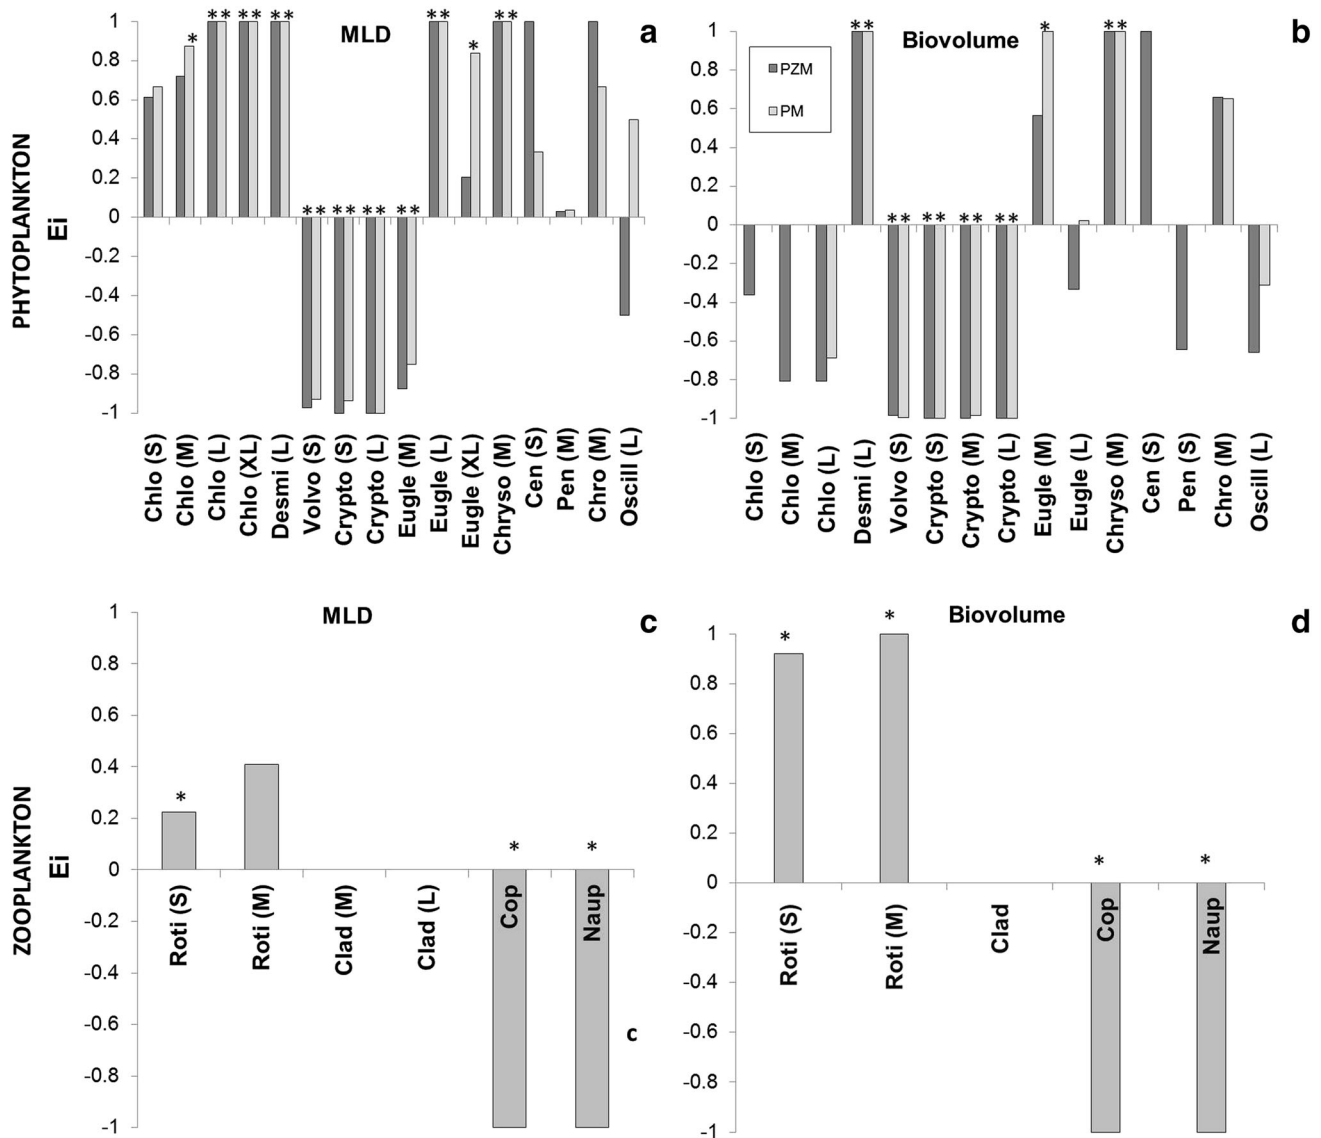 PHYTOPLANKTON
Ei
MLD
a
1
0.8
0.6
0.4
0.2
0
-0.2
-0.4
-0.6
-0.8
-1
* ** ** ** ** ** ** ** ** * **
Chlo (S)
Chlo (M)
Chlo (L)
Chlo (XL)
Desmi (L)
Volvo (S)
Crypto (S)
Crypto (L)
Eugle (M)
Eugle (L)
Eugle (XL)
Chryso (M)
Cen (S)
Pen (M)
Chro (M)
Oscill (L)
Biovolume
b
PZM
PM
1
0.8
0.6
0.4
0.2
0
-0.2
-0.4
-0.6
-0.8
-1
** ** ** ** ** * **
Chlo (S)
Chlo (M)
Chlo (L)
Desmi (L)
Volvo (S)
Crypto (S)
Crypto (M)
Crypto (L)
Eugle (M)
Eugle (L)
Chryso (M)
Cen (S)
Pen (S)
Chro (M)
Oscill (L)
ZOOPLANKTON
Ei
MLD
c
1
0.8
0.6
0.4
0.2
0
-0.2
-0.4
-0.6
-0.8
-1
* * *
Roti (S)
Roti (M)
Clad (M)
Clad (L)
Cop
Naup
c
Biovolume
d
1
0.8
0.6
0.4
0.2
0
-0.2
-0.4
-0.6
-0.8
-1
* * * *
Roti (S)
Roti (M)
Clad
Cop
Naup